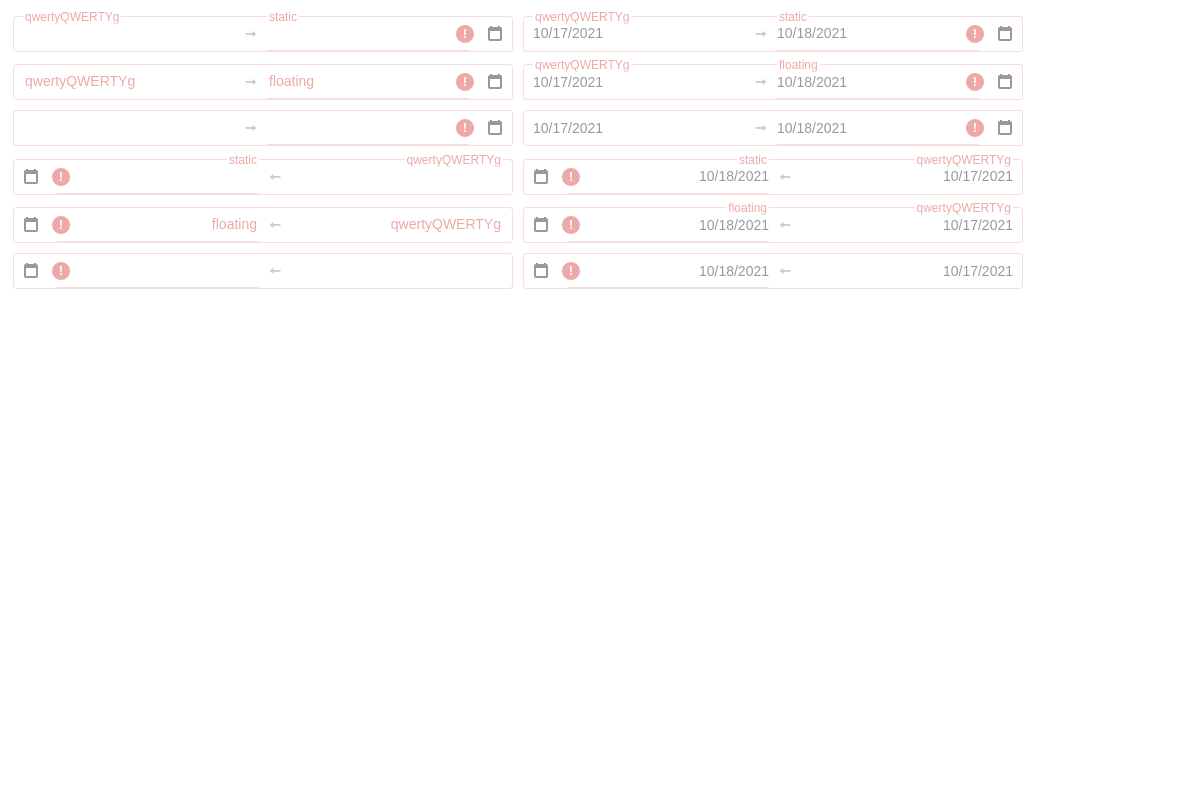 qwertyQWERTYg static qwertyQWERTYg static
→ ! 10/17/2021 → 10/18/2021 !
qwertyQWERTYg floating
qwertyQWERTYg → floating ! 10/17/2021 → 10/18/2021 !
→ ! 10/17/2021 → 10/18/2021 !
static qwertyQWERTYg static qwertyQWERTYg
! ← ! 10/18/2021 ← 10/17/2021
floating qwertyQWERTYg
! floating ← qwertyQWERTYg ! 10/18/2021 ← 10/17/2021
! ← ! 10/18/2021 ← 10/17/2021